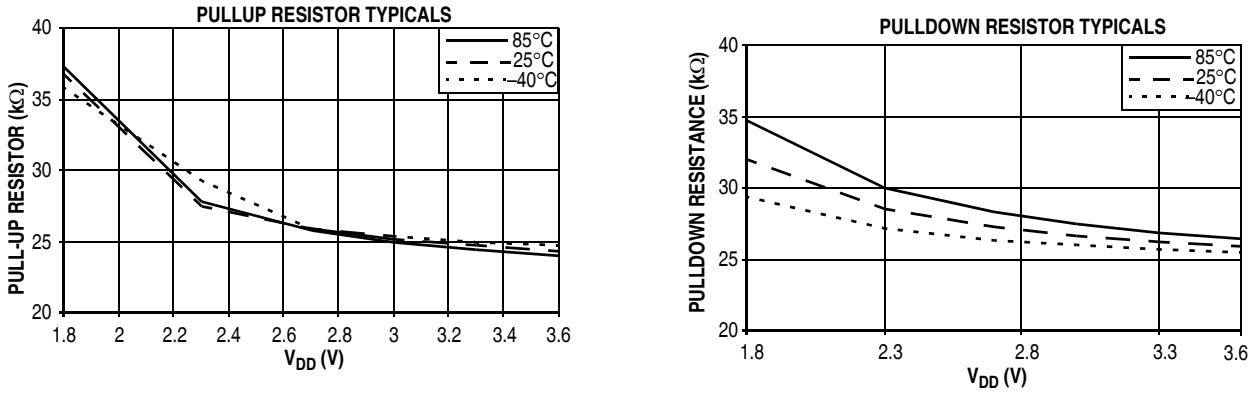 PULLUP RESISTOR TYPICALS
PULL-UP RESISTOR (kΩ)
40
35
30
25
20
85°C
25°C
–40°C
1.8 2 2.2 2.4 2.6 2.8 3 3.2 3.4 3.6
VDD (V)
PULLDOWN RESISTOR TYPICALS
PULLDOWN RESISTANCE (kΩ)
40
35
30
25
20
85°C
25°C
–40°C
1.8 2.3 2.8 3.3 3.6
VDD (V)